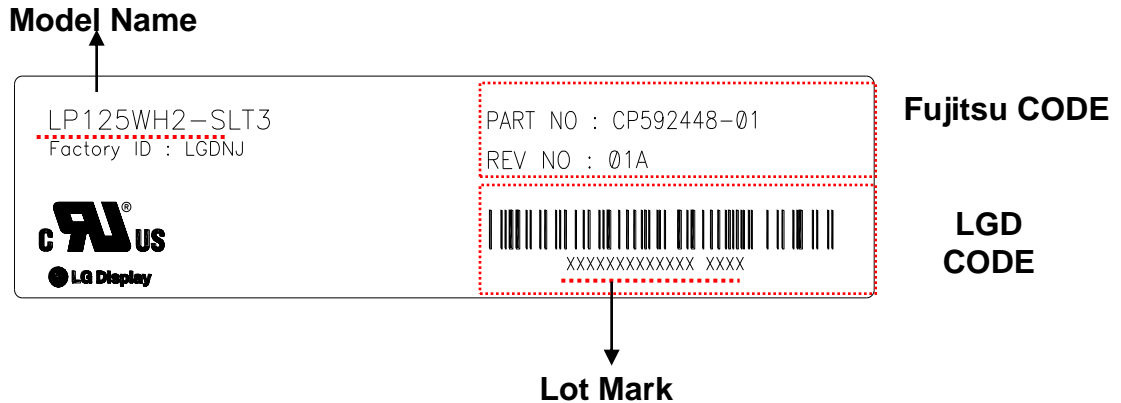 Model Name
LP125WH2-SLT3
Factory ID : LGDNJ
PART NO : CP592448-01
REV NO : 01A
Fujitsu CODE
c RU ® US
LG Display
XXXXXXXXXXXXX XXXX
LGD
CODE
Lot Mark